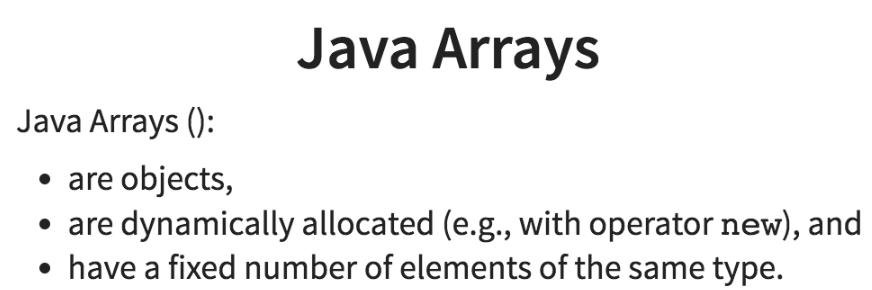 Java Arrays
Java Arrays ():
• are objects,
• are dynamically allocated (e.g., with operator new), and
• have a fixed number of elements of the same type.